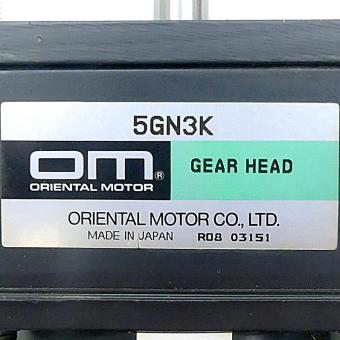 5GN3K
OM®
ORIENTAL MOTOR
GEAR HEAD
ORIENTAL MOTOR CO., LTD.
MADE IN JAPAN R08 03151